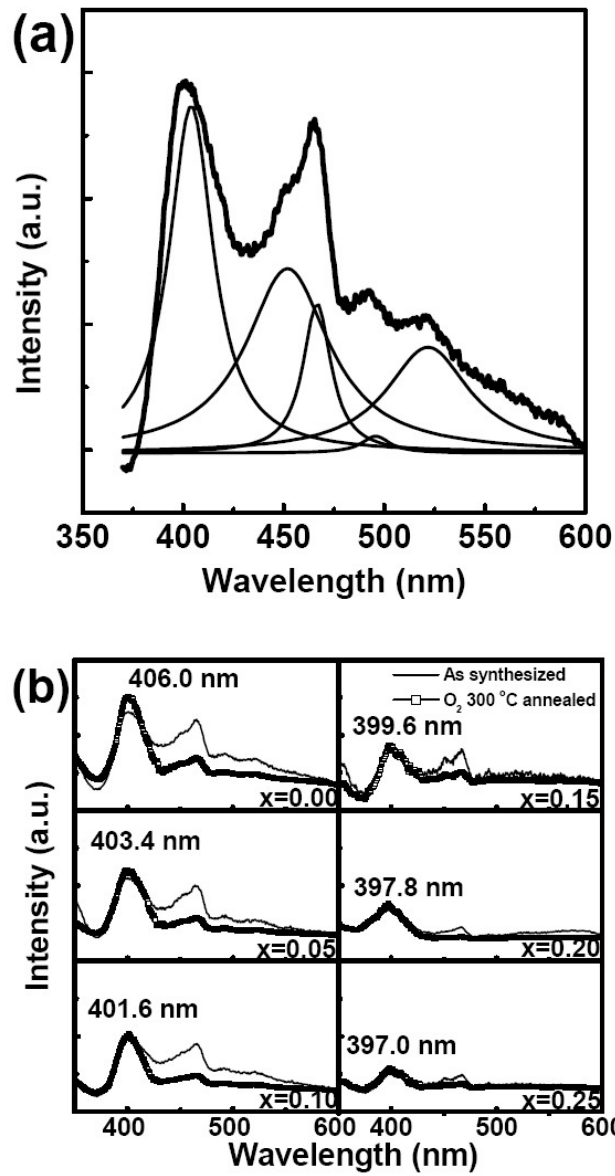 (a)
Intensity (a.u.)
350 400 450 500 550 600
Wavelength (nm)
(b)
Intensity (a.u.)
406.0 nm
x=0.00
As synthesized
O₂ 300 °C annealed
399.6 nm
x=0.15
403.4 nm
x=0.05
397.8 nm
x=0.20
401.6 nm
x=0.10
397.0 nm
x=0.25
400 500 600 400 500 600
Wavelength (nm)